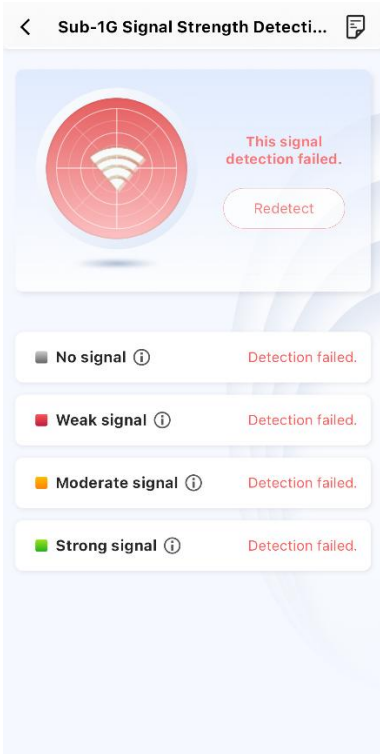 Sub-1G Signal Strength Detecti...
This signal
detection failed.
Redetect
No signal
Detection failed.
Weak signal
Detection failed.
Moderate signal
Detection failed.
Strong signal
Detection failed.